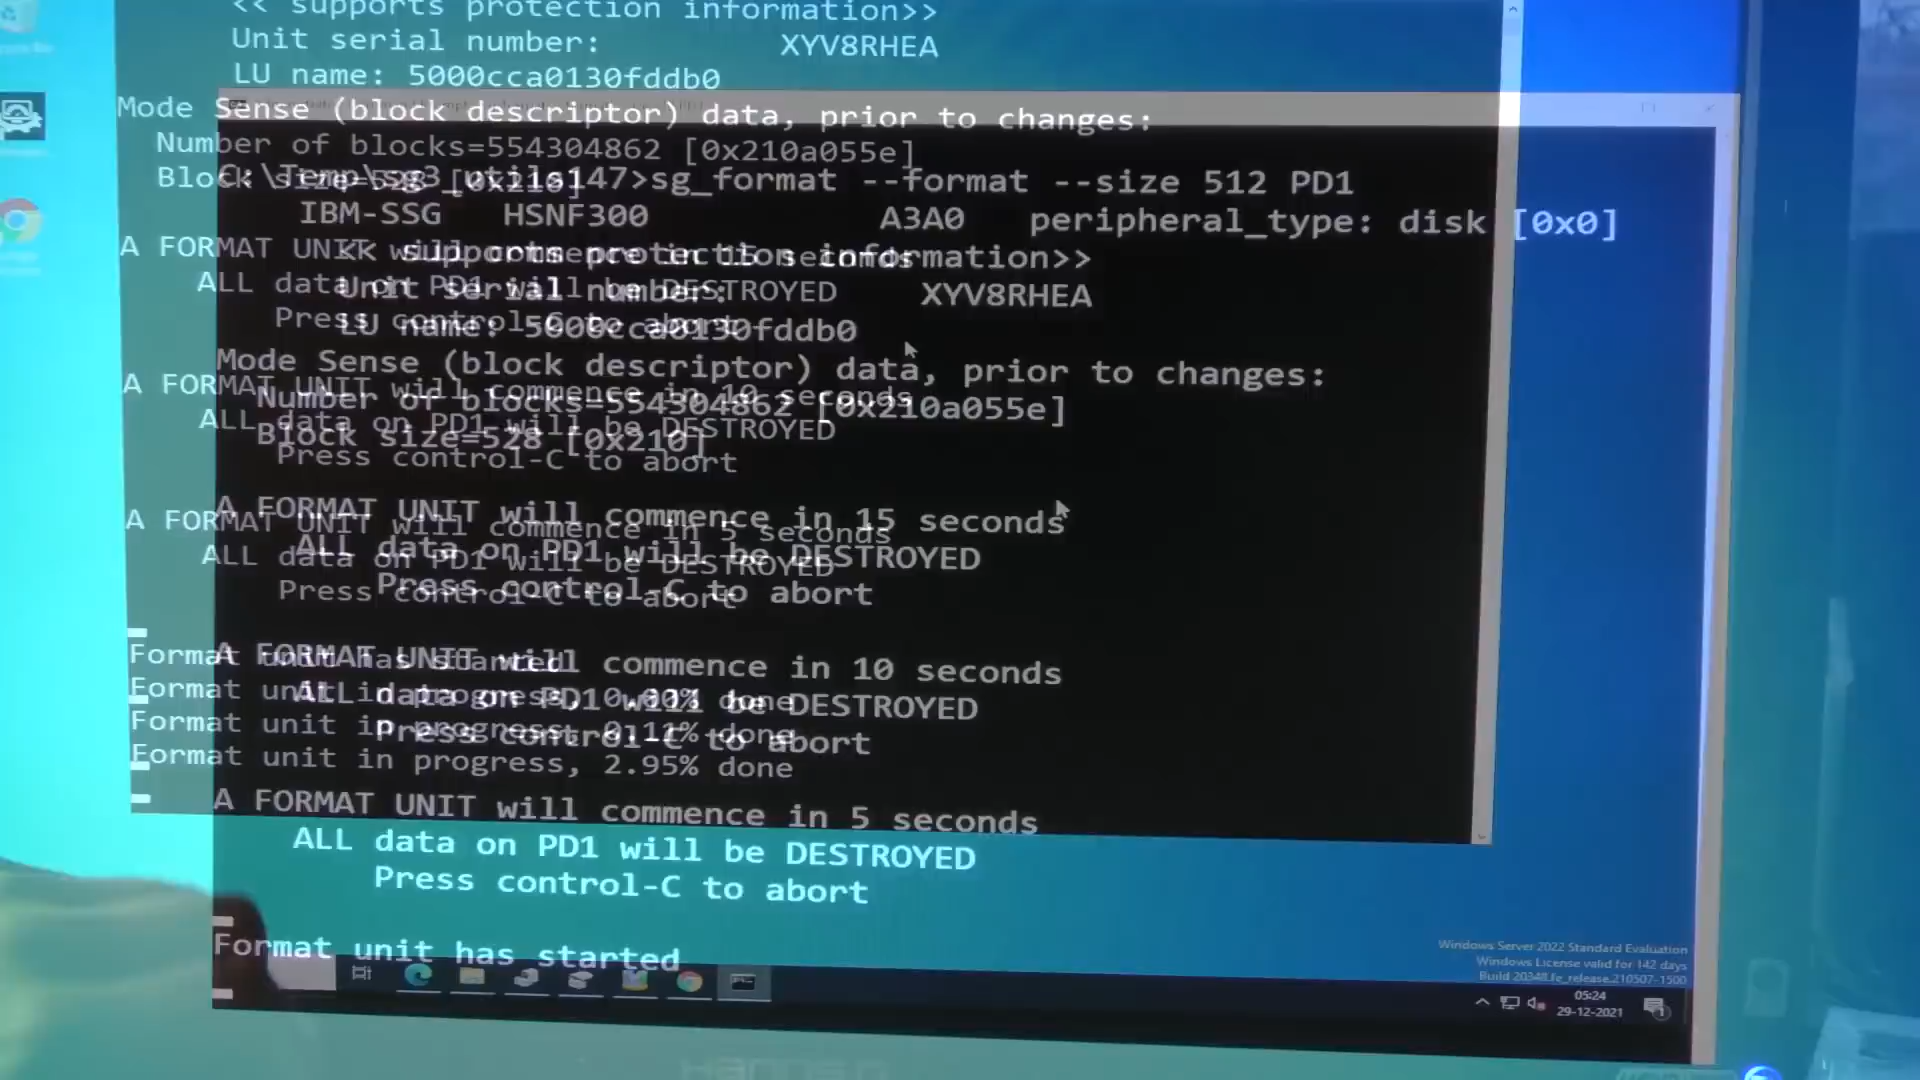 << supports protection information>>
Unit serial number: XYV8RHEA
LU name: 5000cca0130fddb0
Mode Sense (block descriptor) data, prior to changes:
Number of blocks=554304862 [0x210a055e]
Block size=528 [0x210]
A FORMAT UNIT will commence in 15 seconds
ALL data on PD1 will be DESTROYED
Press control-C to abort
A FORMAT UNIT will commence in 10 seconds
ALL data on PD1 will be DESTROYED
Press control-C to abort
A FORMAT UNIT will commence in 5 seconds
ALL data on PD1 will be DESTROYED
Press control-C to abort
Format unit has started
Format unit in progress, 0.00% done
Format unit in progress, 0.11% done
Format unit in progress, 2.95% done
C:\Temp\sg3_utils147>sg_format --format --size 512 PD1
IBM-SSG HSNF300 A3A0 peripheral_type: disk [0x0]
<< supports protection information>>
Unit serial number: XYV8RHEA
LU name: 5000cca0130fddb0
Mode Sense (block descriptor) data, prior to changes:
Number of blocks=554304862 [0x210a055e]
Block size=528 [0x210]
A FORMAT UNIT will commence in 15 seconds
ALL data on PD1 will be DESTROYED
Press control-C to abort
A FORMAT UNIT will commence in 10 seconds
ALL data on PD1 will be DESTROYED
Press control-C to abort
A FORMAT UNIT will commence in 5 seconds
ALL data on PD1 will be DESTROYED
Press control-C to abort
Format unit has started
Windows Server 2022 Standard Evaluation
Windows License valid for 142 days
Build 20348.fe_release.210507-1500
05:24
29-12-2021